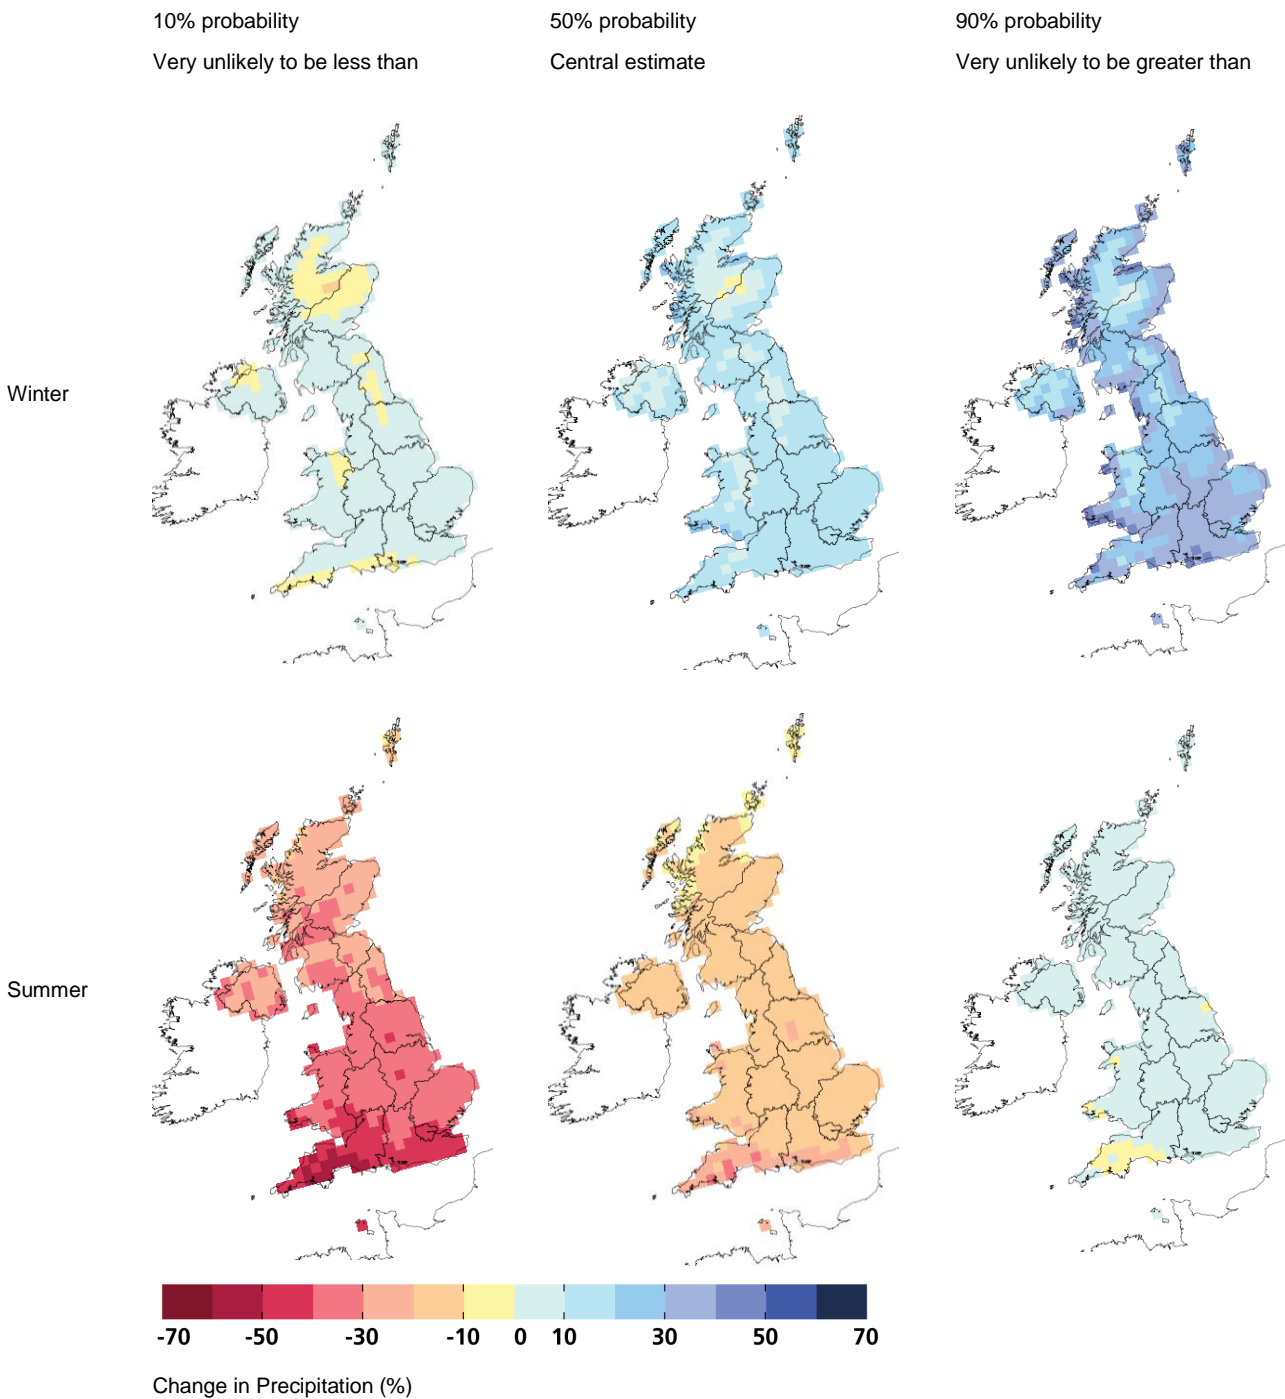 10% probability
50% probability
90% probability
Very unlikely to be less than
Central estimate
Very unlikely to be greater than
Winter
Summer
-70 -50 -30 -10 0 10 30 50 70
Change in Precipitation (%)